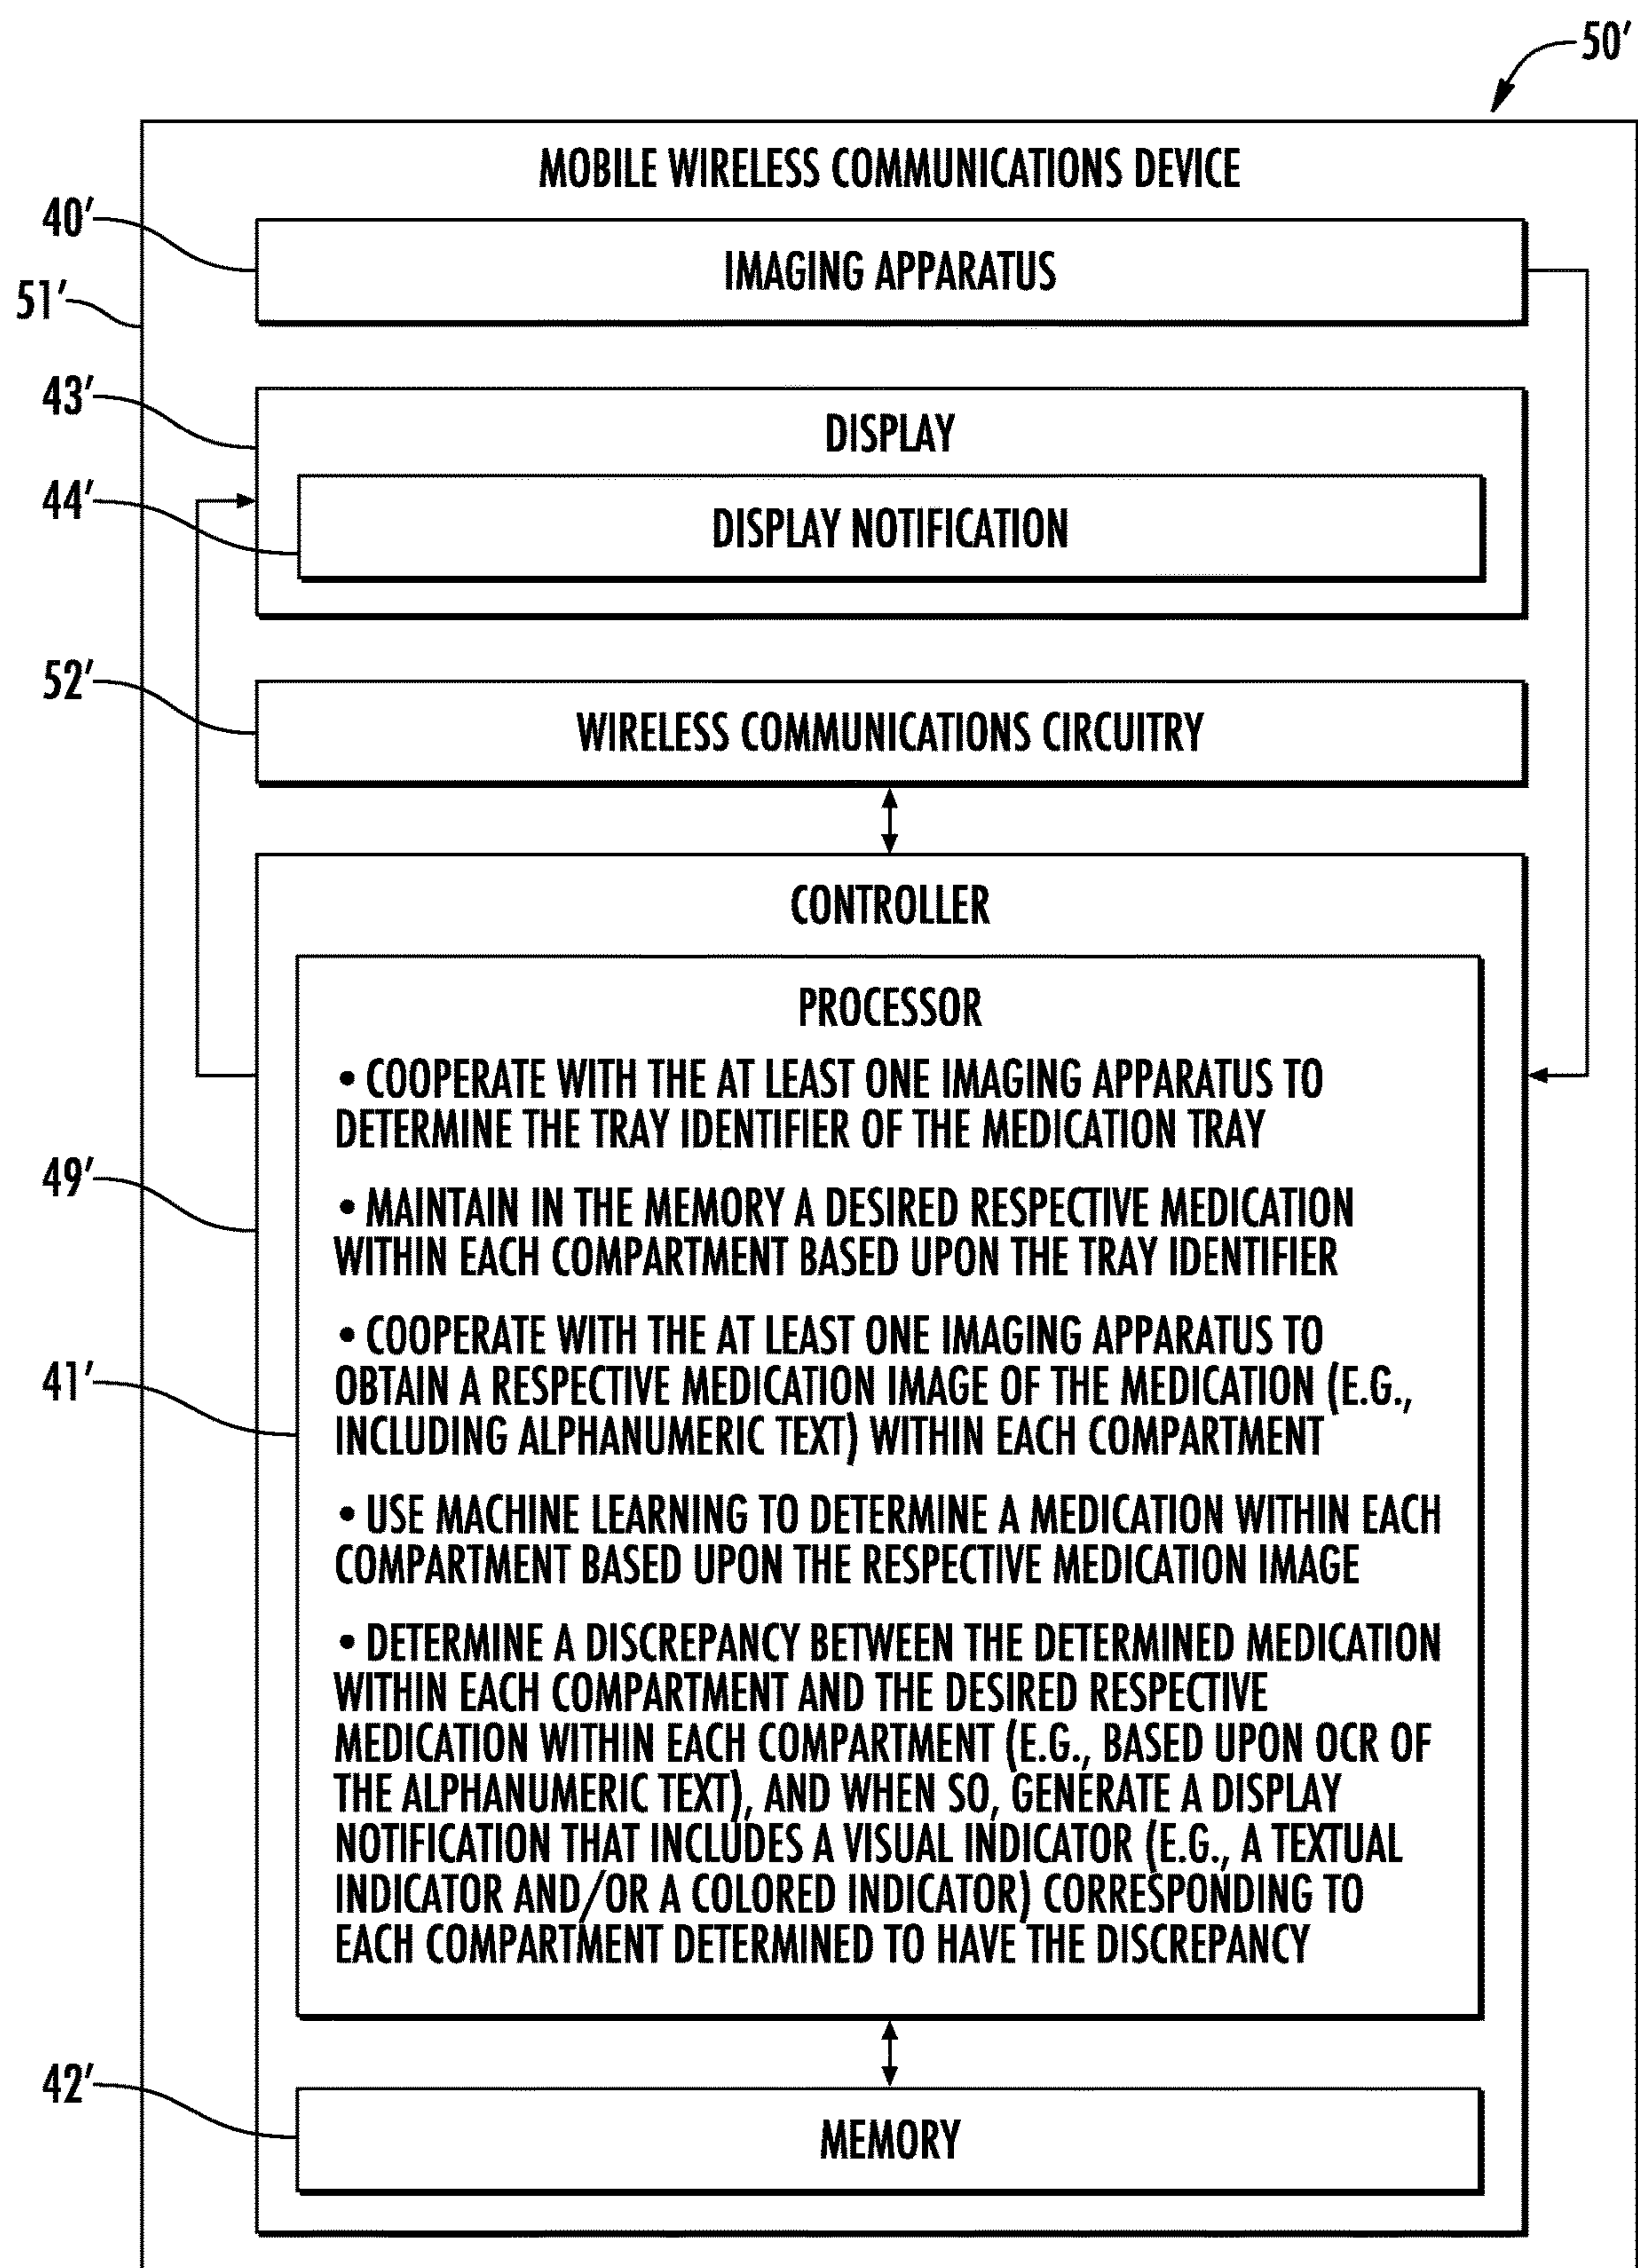 50'
MOBILE WIRELESS COMMUNICATIONS DEVICE
40'
IMAGING APPARATUS
51'
43'
DISPLAY
44'
DISPLAY NOTIFICATION
52'
WIRELESS COMMUNICATIONS CIRCUITRY
CONTROLLER
PROCESSOR
• COOPERATE WITH THE AT LEAST ONE IMAGING APPARATUS TO
DETERMINE THE TRAY IDENTIFIER OF THE MEDICATION TRAY
49'
• MAINTAIN IN THE MEMORY A DESIRED RESPECTIVE MEDICATION
WITHIN EACH COMPARTMENT BASED UPON THE TRAY IDENTIFIER
• COOPERATE WITH THE AT LEAST ONE IMAGING APPARATUS TO
41'
OBTAIN A RESPECTIVE MEDICATION IMAGE OF THE MEDICATION (E.G.,
INCLUDING ALPHANUMERIC TEXT) WITHIN EACH COMPARTMENT
• USE MACHINE LEARNING TO DETERMINE A MEDICATION WITHIN EACH
COMPARTMENT BASED UPON THE RESPECTIVE MEDICATION IMAGE
• DETERMINE A DISCREPANCY BETWEEN THE DETERMINED MEDICATION
WITHIN EACH COMPARTMENT AND THE DESIRED RESPECTIVE
MEDICATION WITHIN EACH COMPARTMENT (E.G., BASED UPON OCR OF
THE ALPHANUMERIC TEXT), AND WHEN SO, GENERATE A DISPLAY
NOTIFICATION THAT INCLUDES A VISUAL INDICATOR (E.G., A TEXTUAL
INDICATOR AND/OR A COLORED INDICATOR) CORRESPONDING TO
EACH COMPARTMENT DETERMINED TO HAVE THE DISCREPANCY
42'
MEMORY